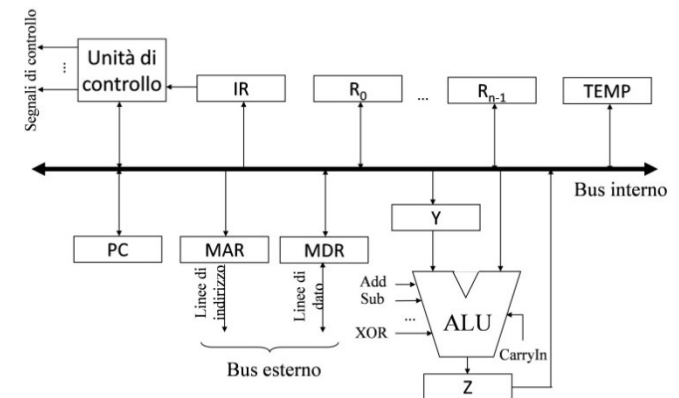 Segnali di controllo
...
Unità di
controllo
IR
R0
...
Rn-1
TEMP
Bus interno
PC
MAR
MDR
Y
Linee di
indirizzo
Linee di
dato
Add
Sub
...
XOR
ALU
CarryIn
Bus esterno
Z